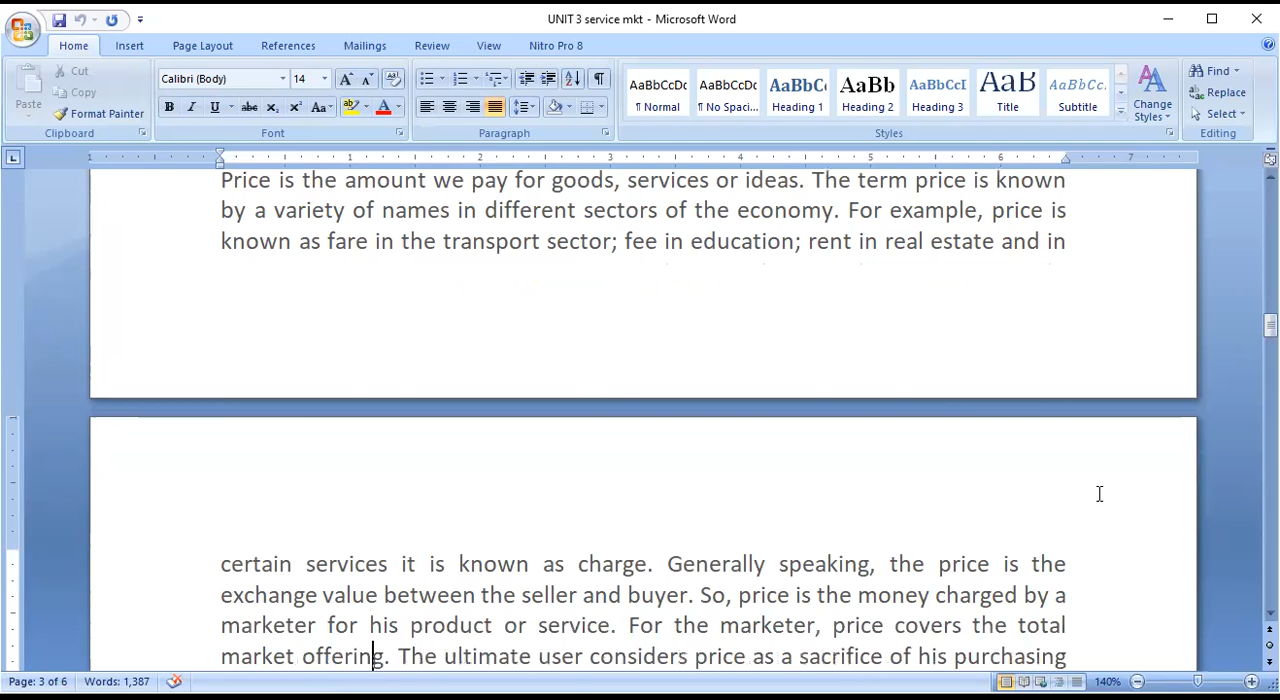 UNIT 3 service mkt - Microsoft Word
Home Insert Page Layout References Mailings Review View Nitro Pro 8
Cut
Copy
Paste
Format Painter
Clipboard
Calibri (Body) 14
Font
Paragraph
AaBbCcDc AaBbCcDc AaBbC AaBb AaBbCcI AaB AaBbCc.
¶ Normal ¶ No Spaci... Heading 1 Heading 2 Heading 3 Title Subtitle
Change Styles
Styles
Find
Replace
Select
Editing
1 1 2 3 4 5 6 7
Price is the amount we pay for goods, services or ideas. The term price is known
by a variety of names in different sectors of the economy. For example, price is
known as fare in the transport sector; fee in education; rent in real estate and in
certain services it is known as charge. Generally speaking, the price is the
exchange value between the seller and buyer. So, price is the money charged by a
marketer for his product or service. For the marketer, price covers the total
market offering. The ultimate user considers price as a sacrifice of his purchasing
Page: 3 of 6 Words: 1,387 140%